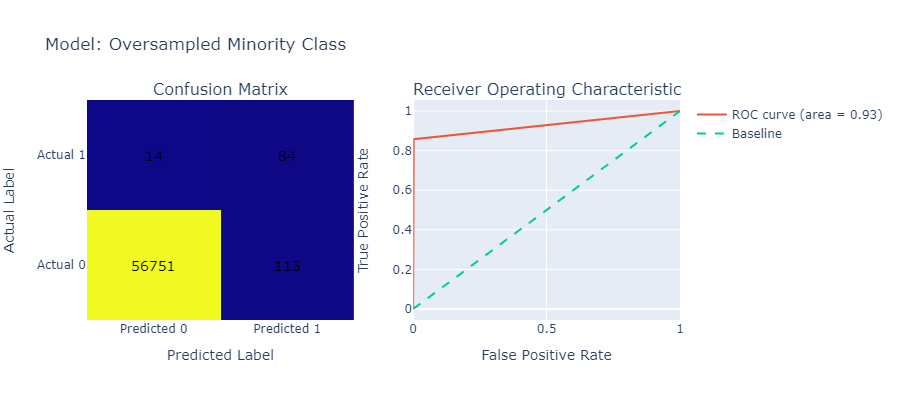 Model: Oversampled Minority Class
Confusion Matrix
Actual Label
Actual 1
Actual 0
14
84
56751
113
Predicted 0
Predicted 1
Predicted Label
Receiver Operating Characteristic
True Positive Rate
1
0.8
0.6
0.4
0.2
0
0
0.5
1
False Positive Rate
ROC curve (area = 0.93)
Baseline